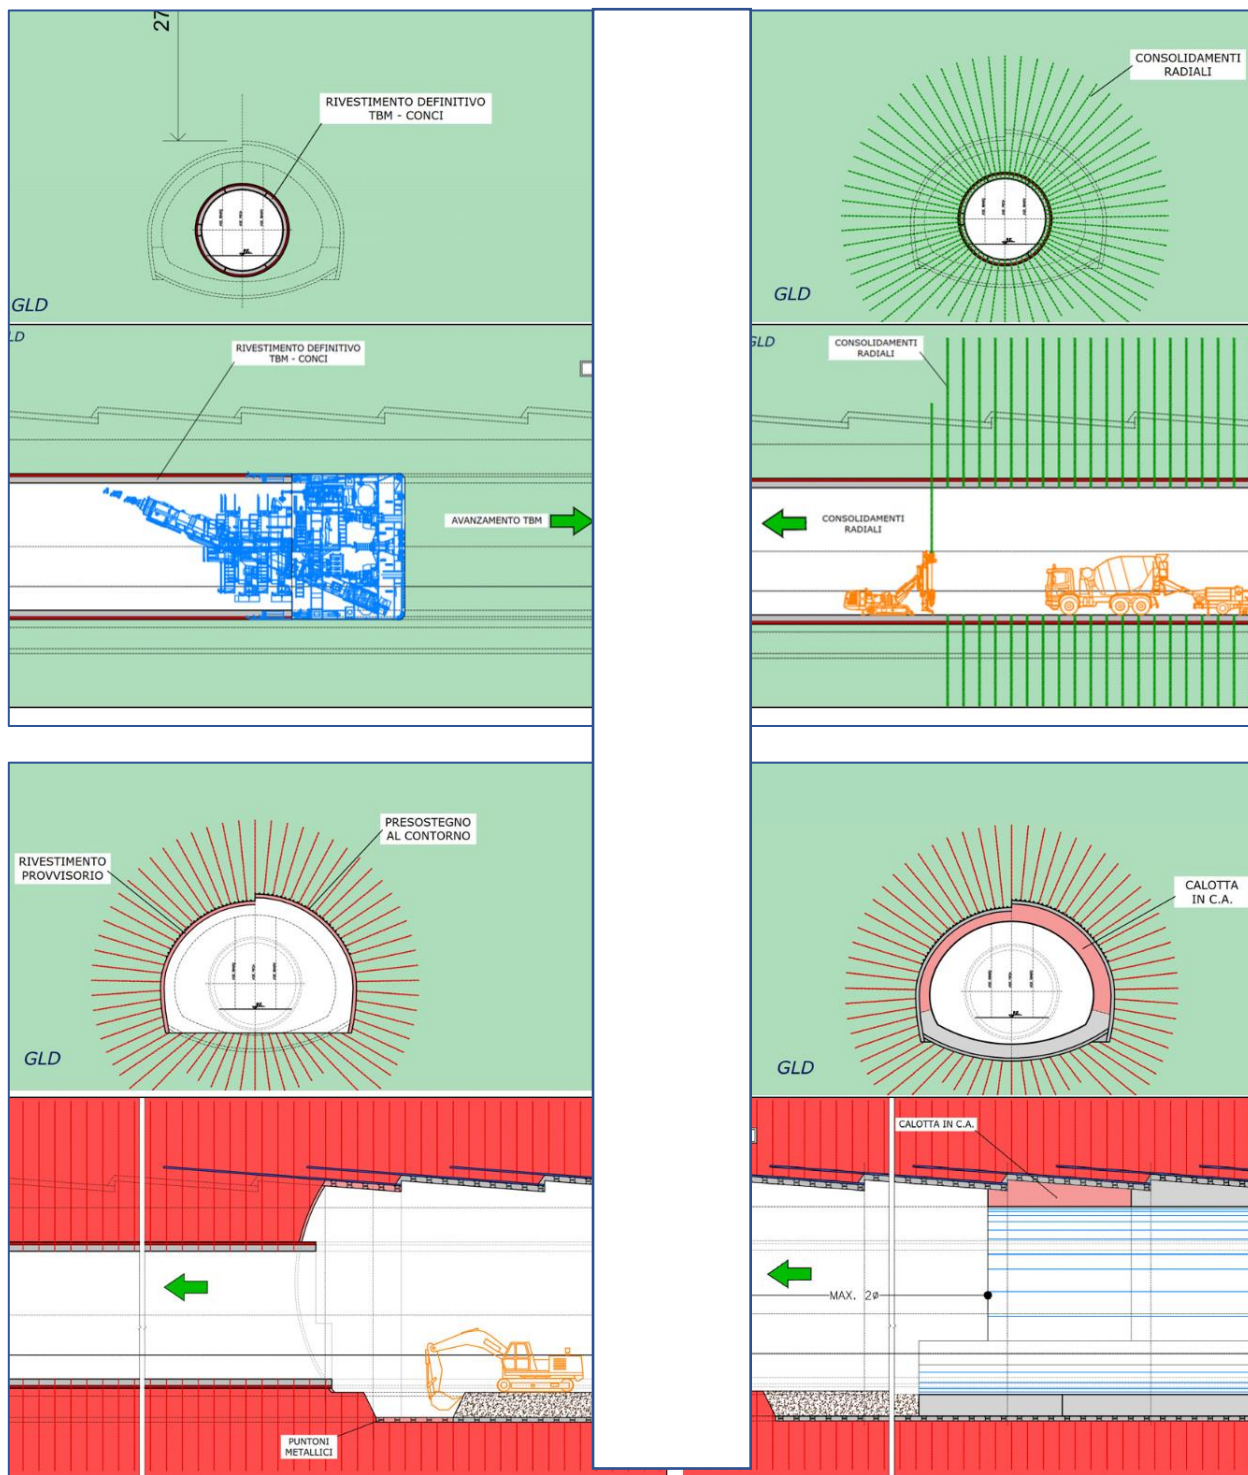 27
RIVESTIMENTO DEFINITIVO
TBM - CONCI
GLD
CONSOLIDAMENTI
RADIALI
GLD
LD
RIVESTIMENTO DEFINITIVO
TBM - CONCI
AVANZAMENTO TBM
GLD
CONSOLIDAMENTI
RADIALI
CONSOLIDAMENTI
RADIALI
PRESOSTEGNO
AL CONTORNO
RIVESTIMENTO
PROVVISORIO
GLD
CALOTTA
IN C.A.
GLD
PUNTONI
METALLICI
CALOTTA IN C.A.
MAX. 2ø